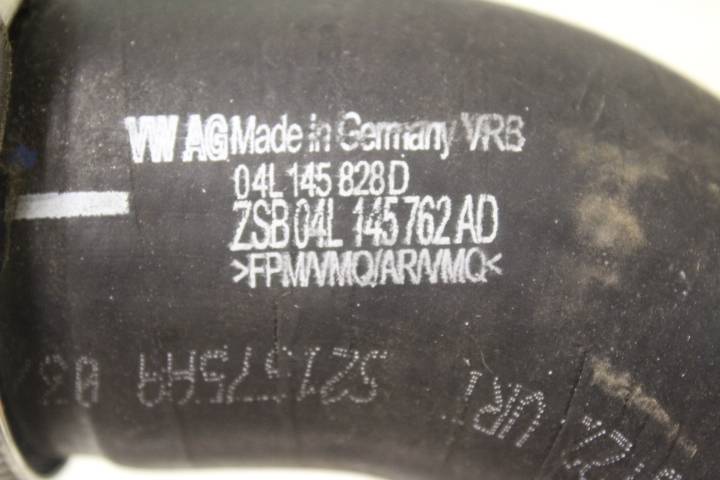 VW AG Made in Germany VRB
04L 145 828 D
ZSB 04L 145 762 AD
>FPM/VMQ/AR/VMQ<